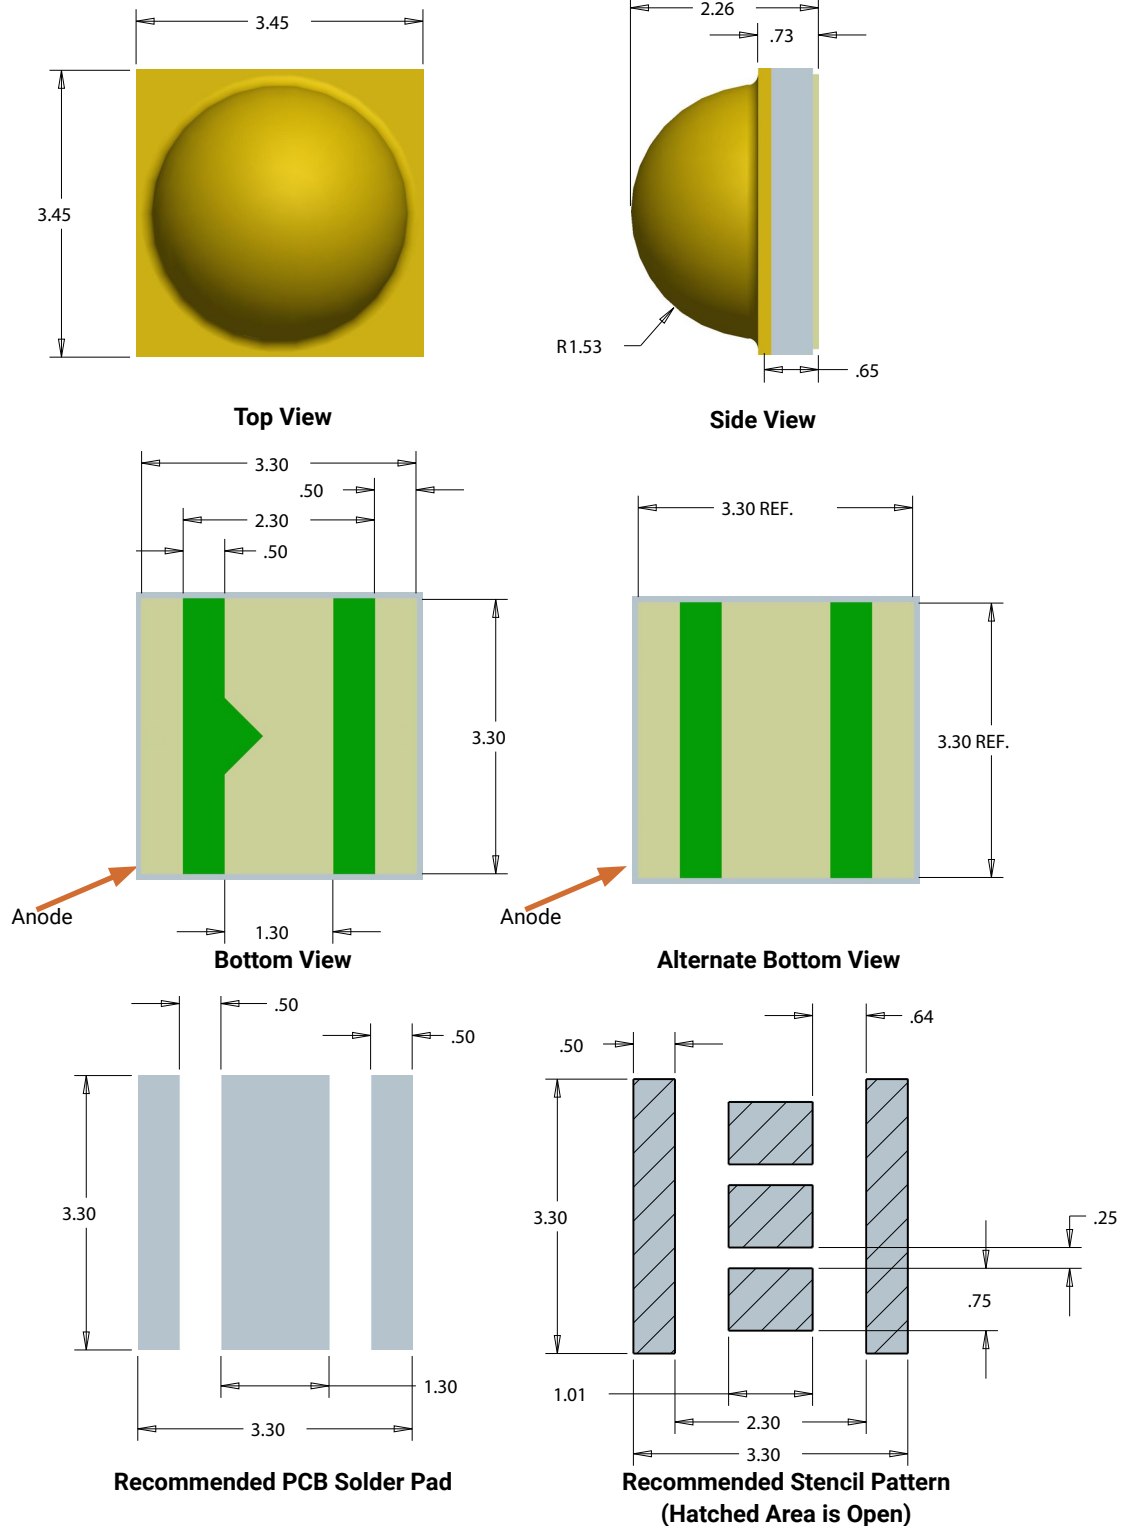 3.45
2.26
.73
3.45
R1.53
.65
Top View
Side View
3.30
.50
2.30
.50
3.30 REF.
3.30
3.30 REF.
Anode
Anode
1.30
Bottom View
Alternate Bottom View
.50
.50
.64
.50
3.30
3.30
.25
.75
1.30
1.01
3.30
2.30
3.30
Recommended PCB Solder Pad
Recommended Stencil Pattern
(Hatched Area is Open)